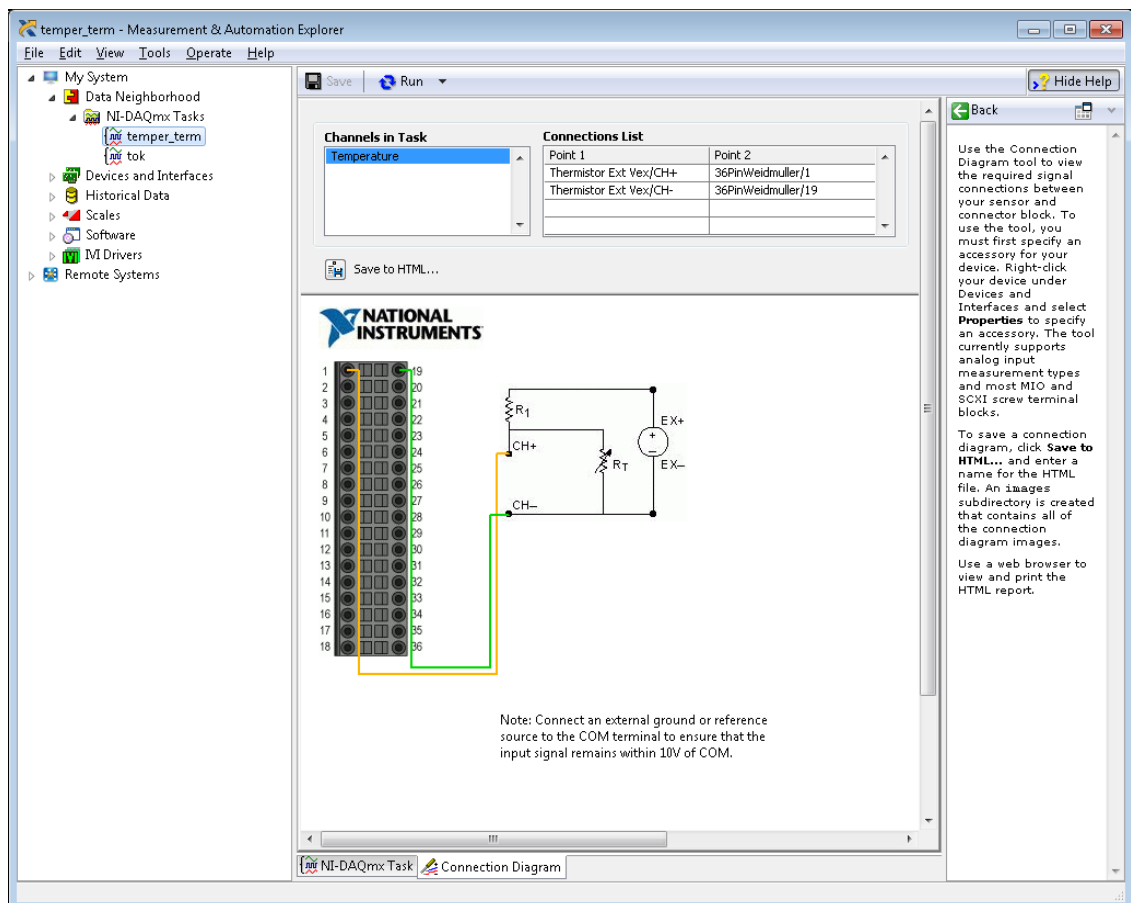 temper_term - Measurement & Automation Explorer
File Edit View Tools Operate Help
My System
Data Neighborhood
NI-DAQmx Tasks
temper_term
tok
Devices and Interfaces
Historical Data
Scales
Software
IVI Drivers
Remote Systems
Save Run
Hide Help
Channels in Task
Temperature
Connections List
Point 1 Point 2
Thermistor Ext Vex/CH+ 36PinWeidmuller/1
Thermistor Ext Vex/CH- 36PinWeidmuller/19
Save to HTML...
NATIONAL
INSTRUMENTS
1 19
2 20
3 21
4 22
5 23
6 24
7 25
8 26
9 27
10 28
11 29
12 30
13 31
14 32
15 33
16 34
17 35
18 36
R1
EX+
CH+
+
RT
−
EX−
CH−
Note: Connect an external ground or reference
source to the COM terminal to ensure that the
input signal remains within 10V of COM.
NI-DAQmx Task Connection Diagram
Back
Use the Connection
Diagram tool to view
the required signal
connections between
your sensor and
connector block. To
use the tool, you
must first specify an
accessory for your
device. Right-click
your device under
Devices and
Interfaces and select
Properties to specify
an accessory. The tool
currently supports
analog input
measurement types
and most MIO and
SCXI screw terminal
blocks.
To save a connection
diagram, click Save to
HTML... and enter a
name for the HTML
file. An images
subdirectory is created
that contains all of
the connection
diagram images.
Use a web browser to
view and print the
HTML report.